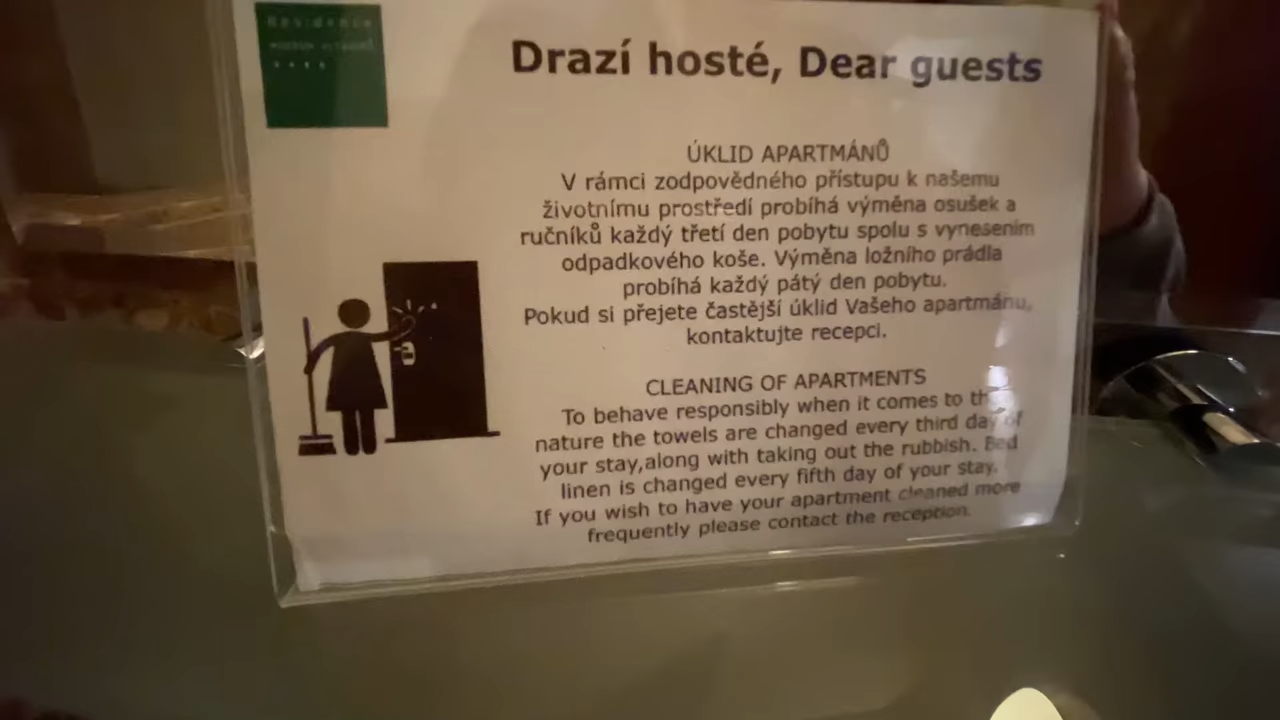 Residence
Drazí hosté, Dear guests
ÚKLID APARTMÁNŮ
V rámci zodpovědného přístupu k našemu
životnímu prostředí probíhá výměna osušek a
ručníků každý třetí den pobytu spolu s vynesením
odpadkového koše. Výměna ložního prádla
probíhá každý pátý den pobytu.
Pokud si přejete častější úklid Vašeho apartmánu,
kontaktujte recepci.
CLEANING OF APARTMENTS
To behave responsibly when it comes to the
nature the towels are changed every third day of
your stay,along with taking out the rubbish. Bed
linen is changed every fifth day of your stay.
If you wish to have your apartment cleaned more
frequently please contact the reception.